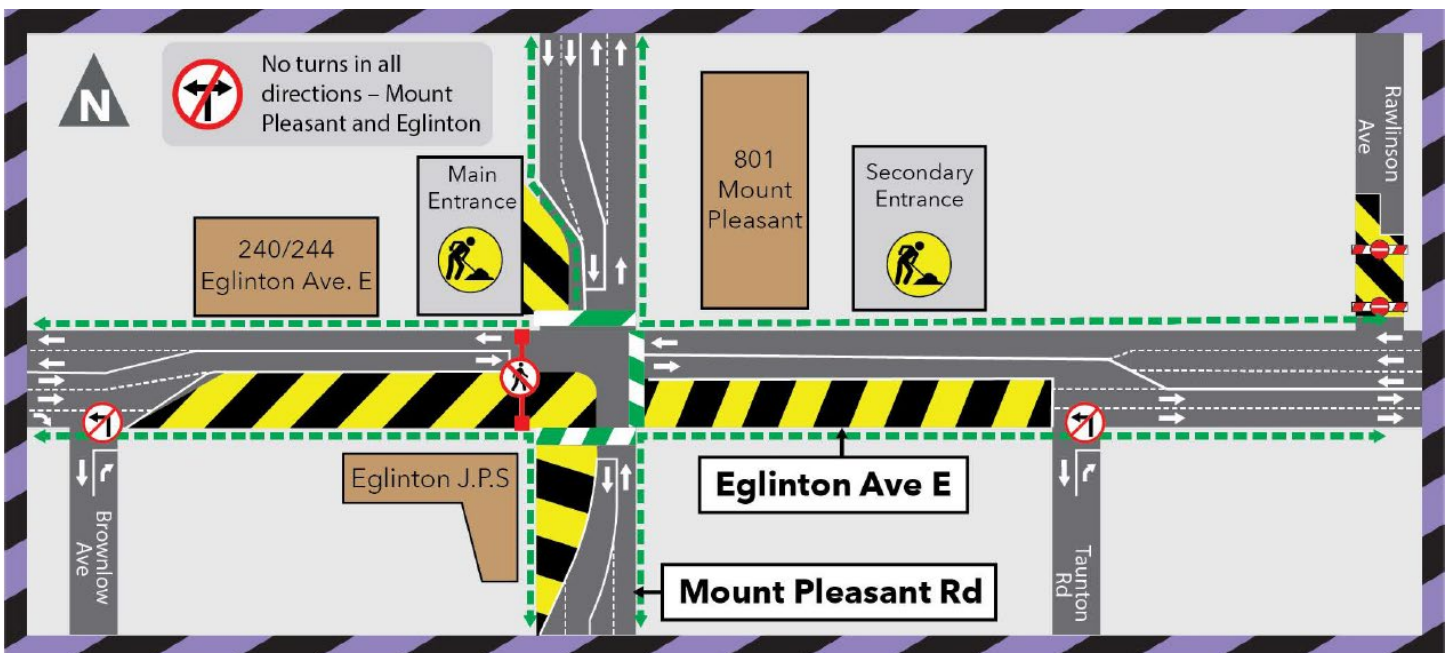 N
No turns in all
directions – Mount
Pleasant and Eglinton
Main
Entrance
240/244
Eglinton Ave. E
801
Mount
Pleasant
Secondary
Entrance
Rawlinson
Ave
Eglinton J.P.S
Eglinton Ave E
Mount Pleasant Rd
Brownlow
Ave
Taunton
Rd